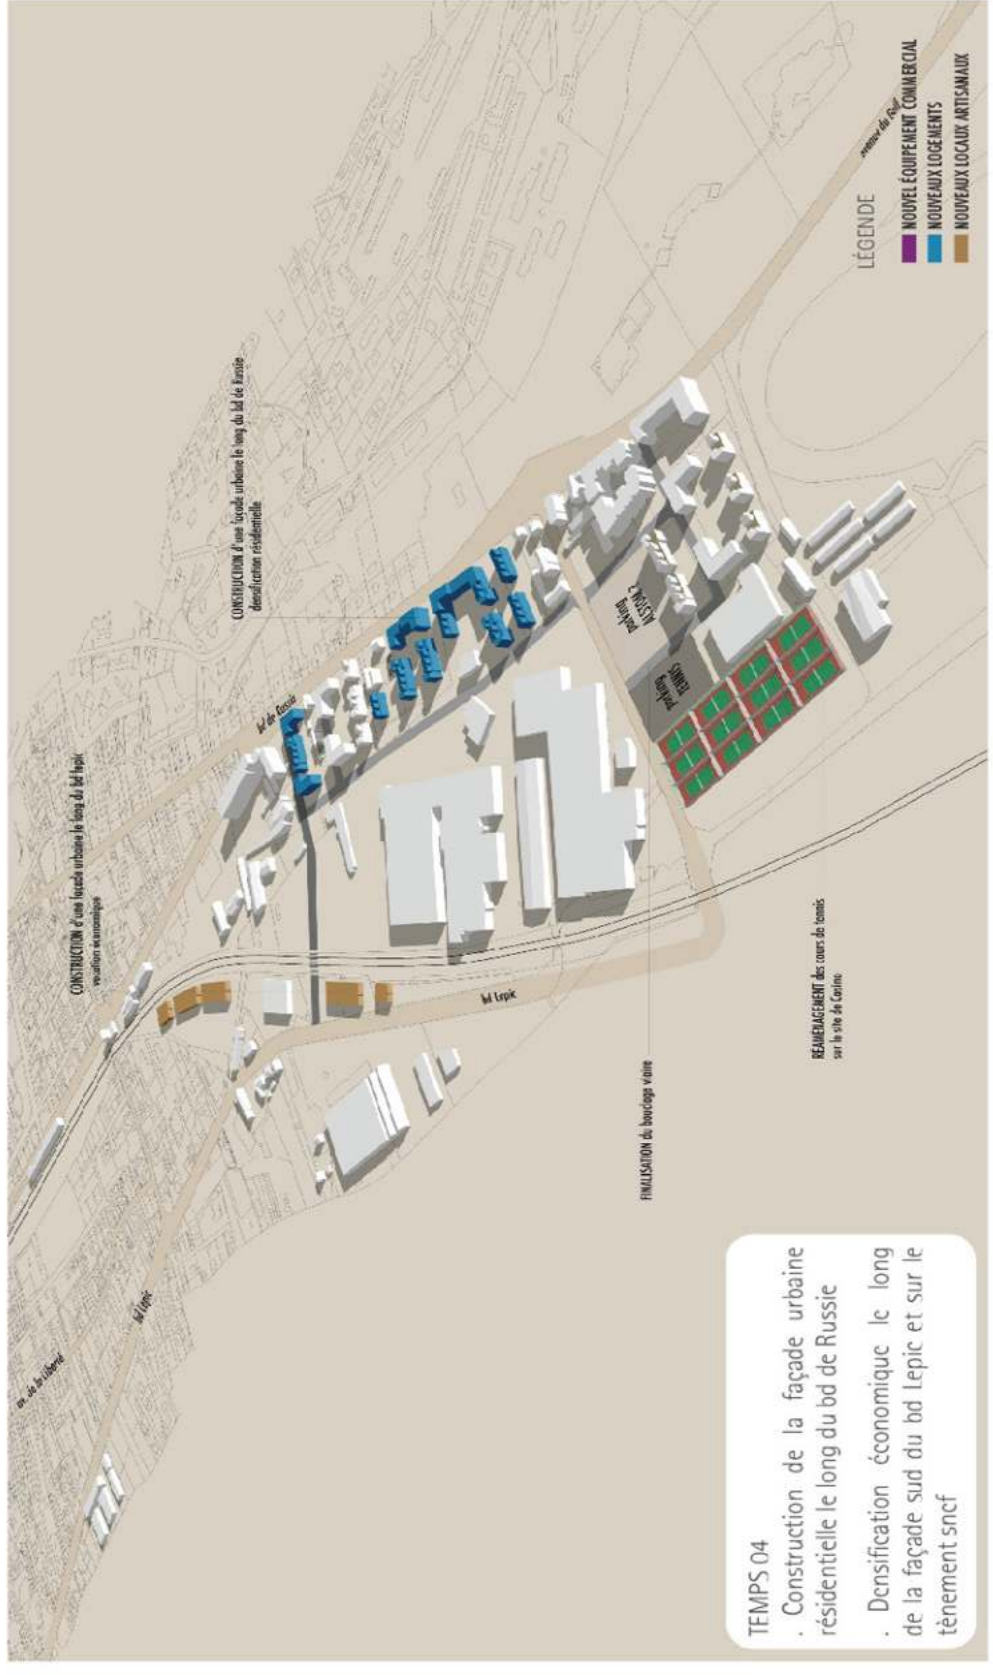 CONSTRUCTION d'une façade urbaine le long du bd lepic
vocation économique
CONSTRUCTION d'une façade urbaine le long du bd de Russie
densification résidentielle
av. de la Liberté
bd Lepic
bd de Russie
bd Lepic
avenue du
parking
ALSTOM 2
parking
TENNIS
FINALISATION du bouclage viaire
RÉAMÉNAGEMENT des cours de tennis
sur le site de Casino
LÉGENDE
NOUVEL ÉQUIPEMENT COMMERCIAL
NOUVEAUX LOGEMENTS
NOUVEAUX LOCAUX ARTISANAUX
TEMPS 04
. Construction de la façade urbaine
résidentielle le long du bd de Russie
. Densification économique le long
de la façade sud du bd Lepic et sur le
tènement sncf